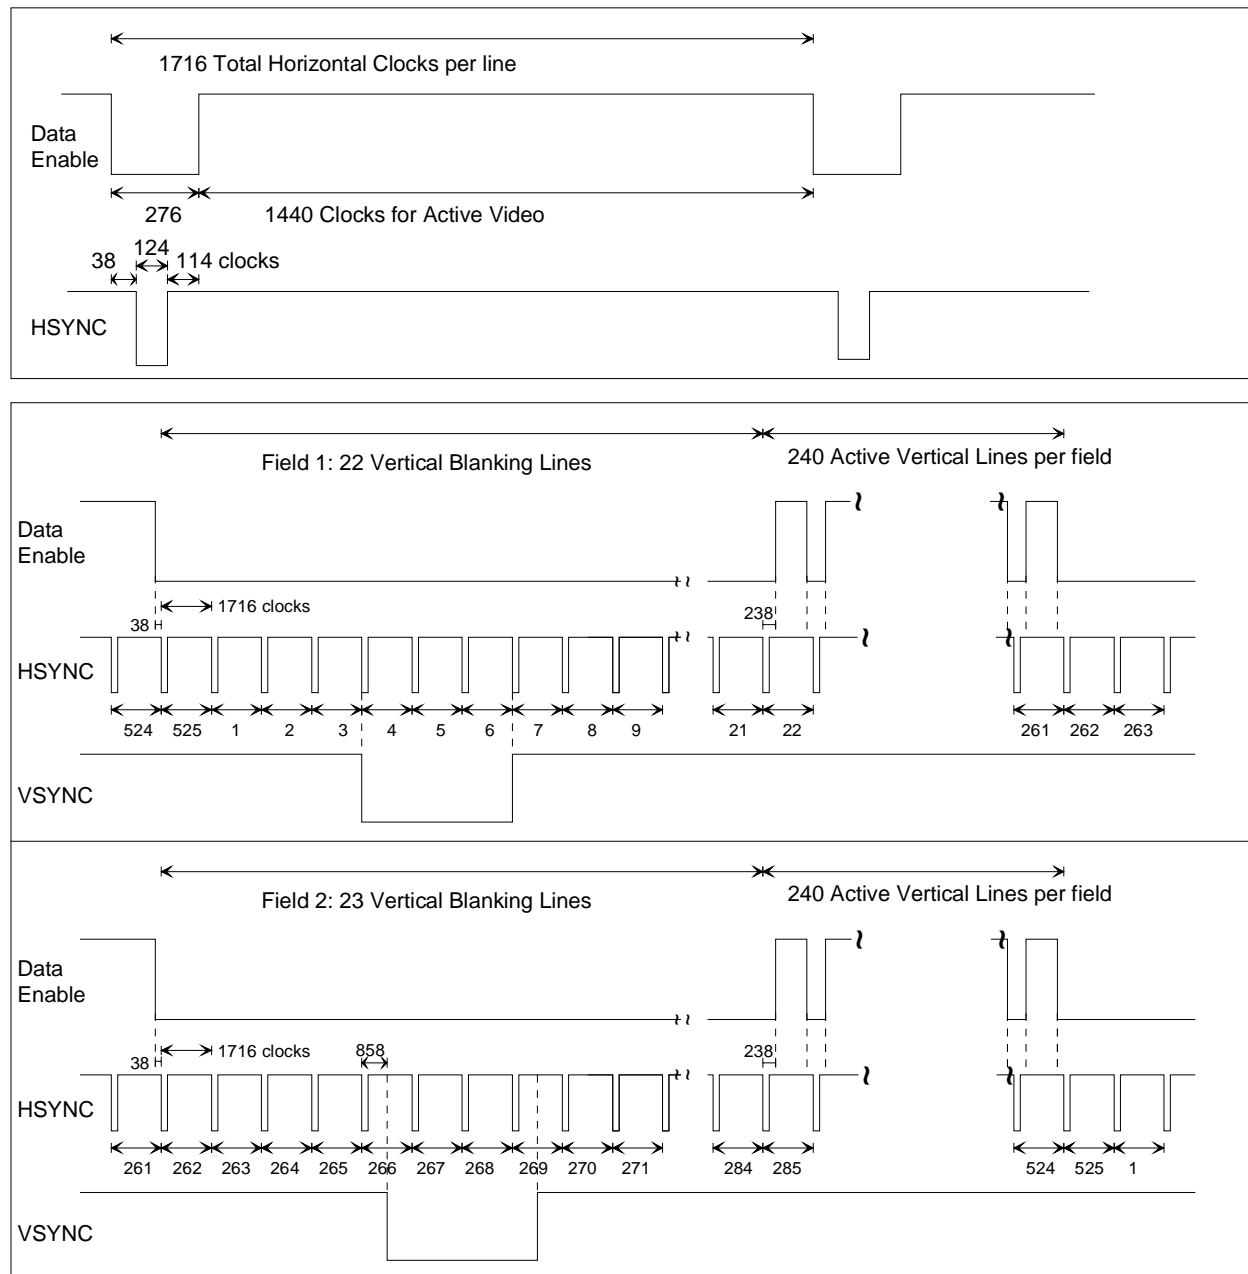 1716 Total Horizontal Clocks per line
Data
Enable
276
1440 Clocks for Active Video
124
38
114 clocks
HSYNC
Field 1: 22 Vertical Blanking Lines
240 Active Vertical Lines per field
Data
Enable
1716 clocks
38
238
HSYNC
524 525 1 2 3 4 5 6 7 8 9 21 22 261 262 263
VSYNC
Field 2: 23 Vertical Blanking Lines
240 Active Vertical Lines per field
Data
Enable
1716 clocks
858
38
238
HSYNC
261 262 263 264 265 266 267 268 269 270 271 284 285 524 525 1
VSYNC